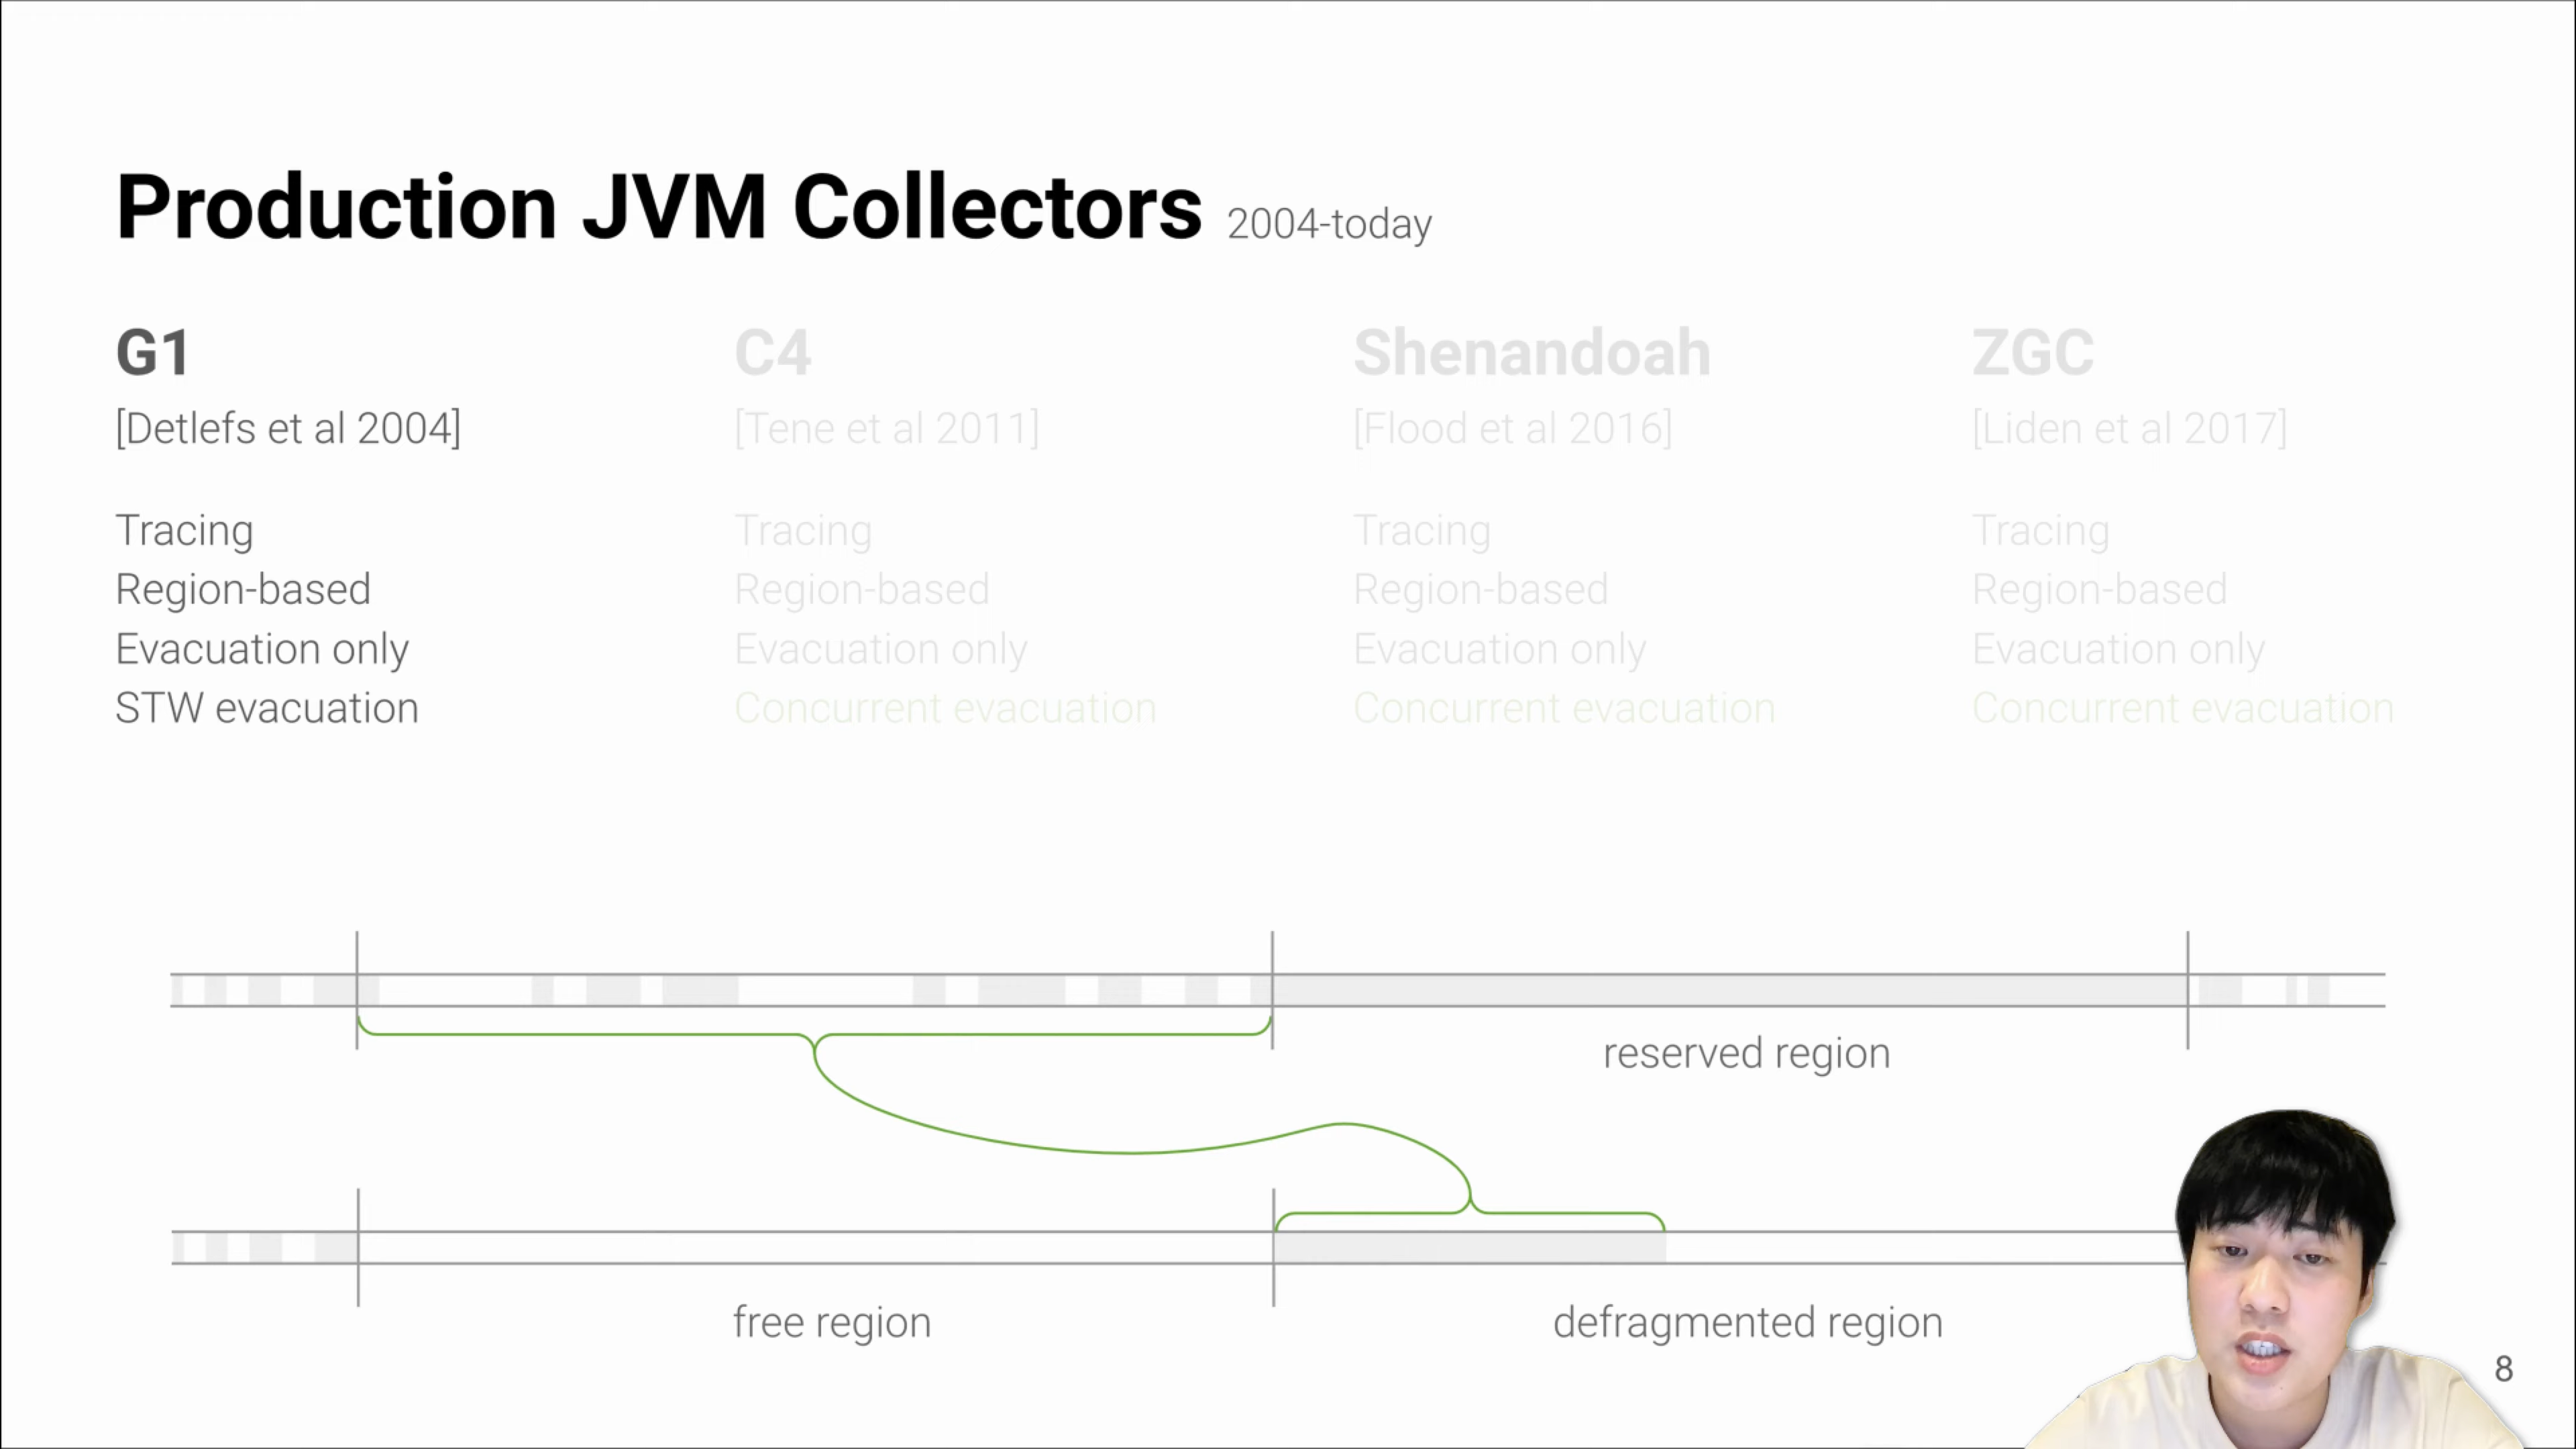 Production JVM Collectors 2004-today
G1
[Detlefs et al 2004]
Tracing
Region-based
Evacuation only
STW evacuation
C4
[Tene et al 2011]
Tracing
Region-based
Evacuation only
Concurrent evacuation
Shenandoah
[Flood et al 2016]
Tracing
Region-based
Evacuation only
Concurrent evacuation
ZGC
[Liden et al 2017]
Tracing
Region-based
Evacuation only
Concurrent evacuation
reserved region
free region
defragmented region
8